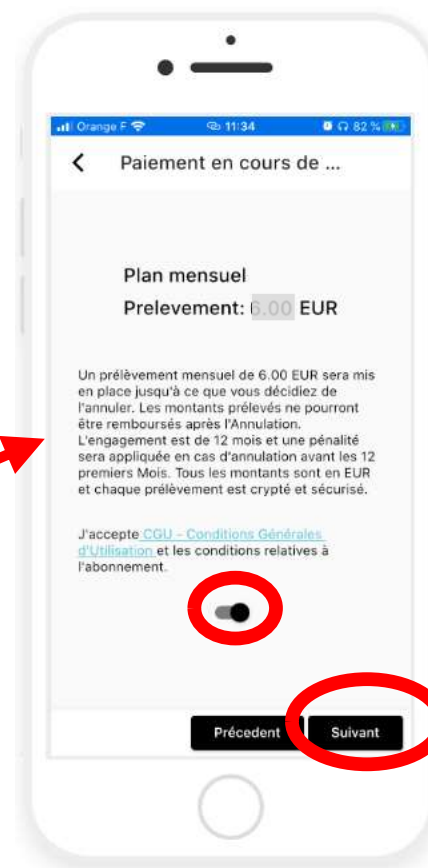 Orange F 11:34 82 %
Paiement en cours de ...
Plan mensuel
Prelevement: 6.00 EUR
Un prélèvement mensuel de 6.00 EUR sera mis
en place jusqu'à ce que vous décidiez de
l'annuler. Les montants prélevés ne pourront
être remboursés après l'Annulation.
L'engagement est de 12 mois et une pénalité
sera appliquée en cas d'annulation avant les 12
premiers Mois. Tous les montants sont en EUR
et chaque prélèvement est crypté et sécurisé.
J'accepte CGU - Conditions Générales
d'Utilisation et les conditions relatives à
l'abonnement.
Précedent Suivant